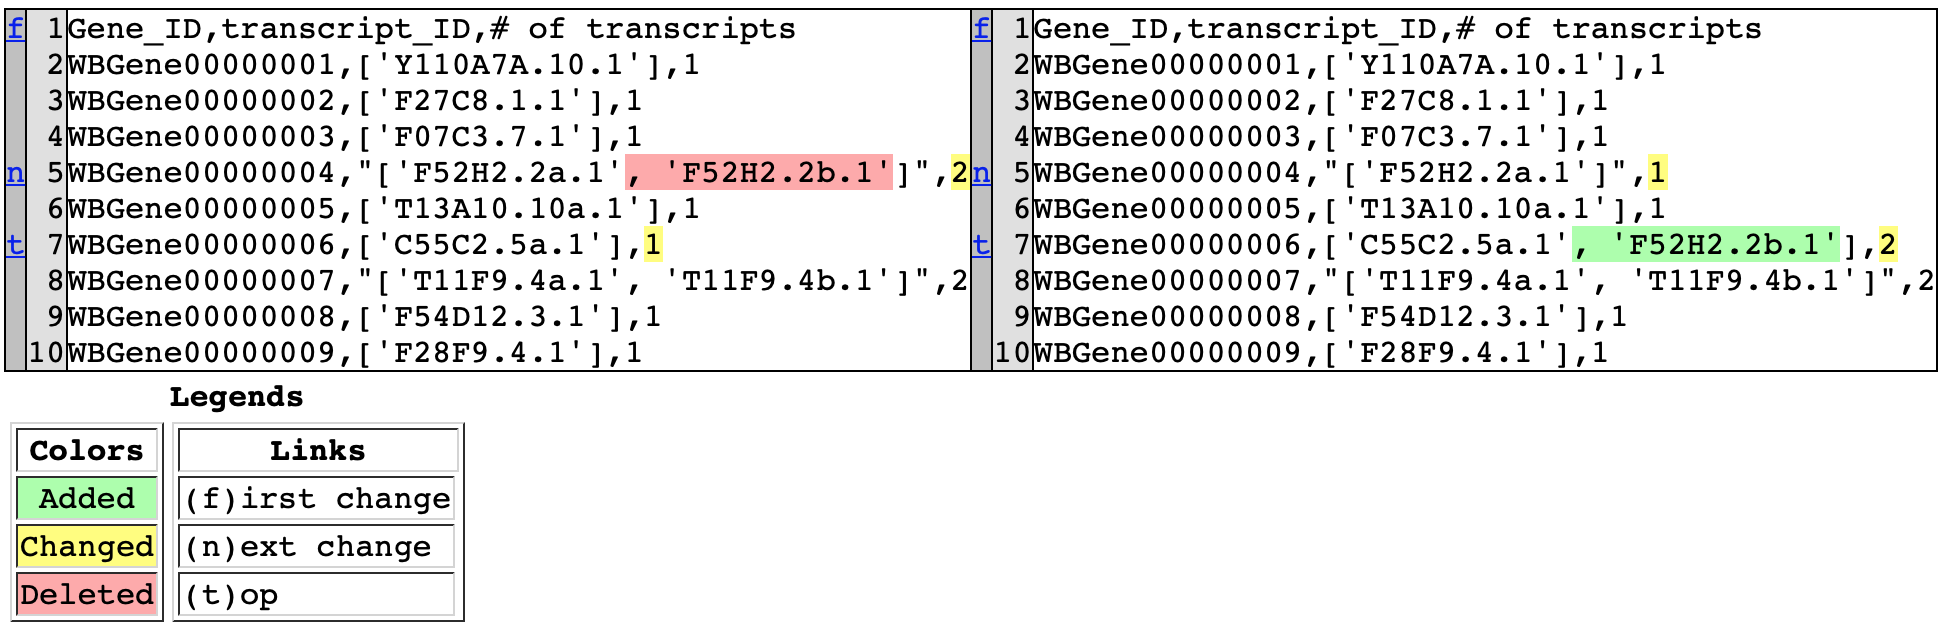 f 1 Gene_ID,transcript_ID,# of transcripts f 1 Gene_ID,transcript_ID,# of transcripts
2 WBGene00000001,['Y110A7A.10.1'],1 2 WBGene00000001,['Y110A7A.10.1'],1
3 WBGene00000002,['F27C8.1.1'],1 3 WBGene00000002,['F27C8.1.1'],1
4 WBGene00000003,['F07C3.7.1'],1 4 WBGene00000003,['F07C3.7.1'],1
n 5 WBGene00000004,"['F52H2.2a.1', 'F52H2.2b.1']",2 n 5 WBGene00000004,"['F52H2.2a.1']",1
6 WBGene00000005,['T13A10.10a.1'],1 6 WBGene00000005,['T13A10.10a.1'],1
t 7 WBGene00000006,['C55C2.5a.1'],1 t 7 WBGene00000006,['C55C2.5a.1', 'F52H2.2b.1'],2
8 WBGene00000007,"['T11F9.4a.1', 'T11F9.4b.1']",2 8 WBGene00000007,"['T11F9.4a.1', 'T11F9.4b.1']",2
9 WBGene00000008,['F54D12.3.1'],1 9 WBGene00000008,['F54D12.3.1'],1
10 WBGene00000009,['F28F9.4.1'],1 10 WBGene00000009,['F28F9.4.1'],1
Legends
Colors Links
Added (f)irst change
Changed (n)ext change
Deleted (t)op